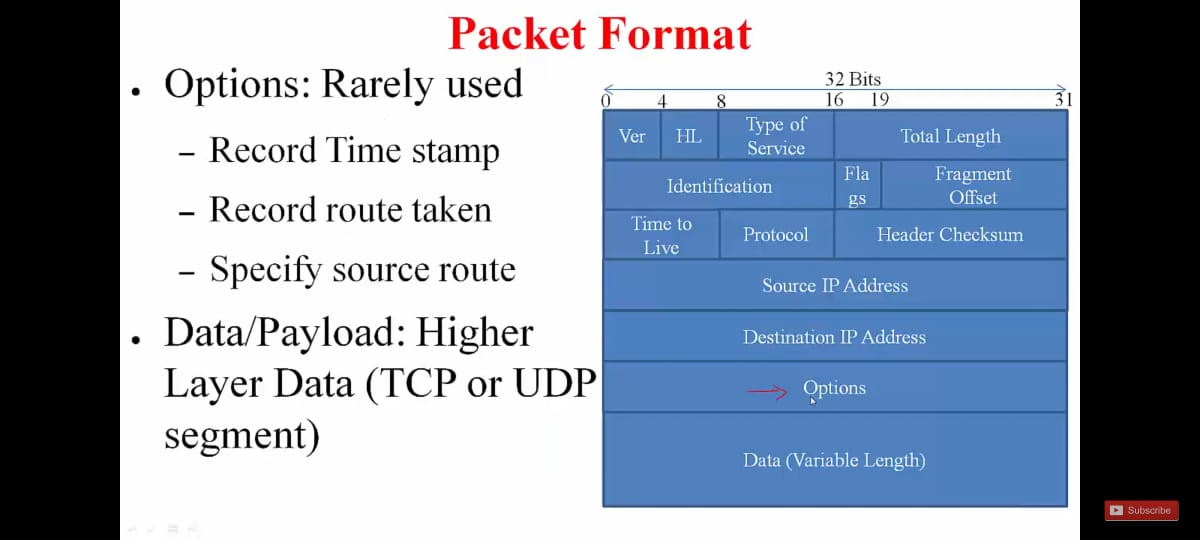 Packet Format
• Options: Rarely used
– Record Time stamp
– Record route taken
– Specify source route
• Data/Payload: Higher
Layer Data (TCP or UDP
segment)
32 Bits
0 4 8 16 19 31
Ver HL Type of
Service Total Length
Identification Fla
gs Fragment
Offset
Time to
Live Protocol Header Checksum
Source IP Address
Destination IP Address
Options
Data (Variable Length)
Subscribe